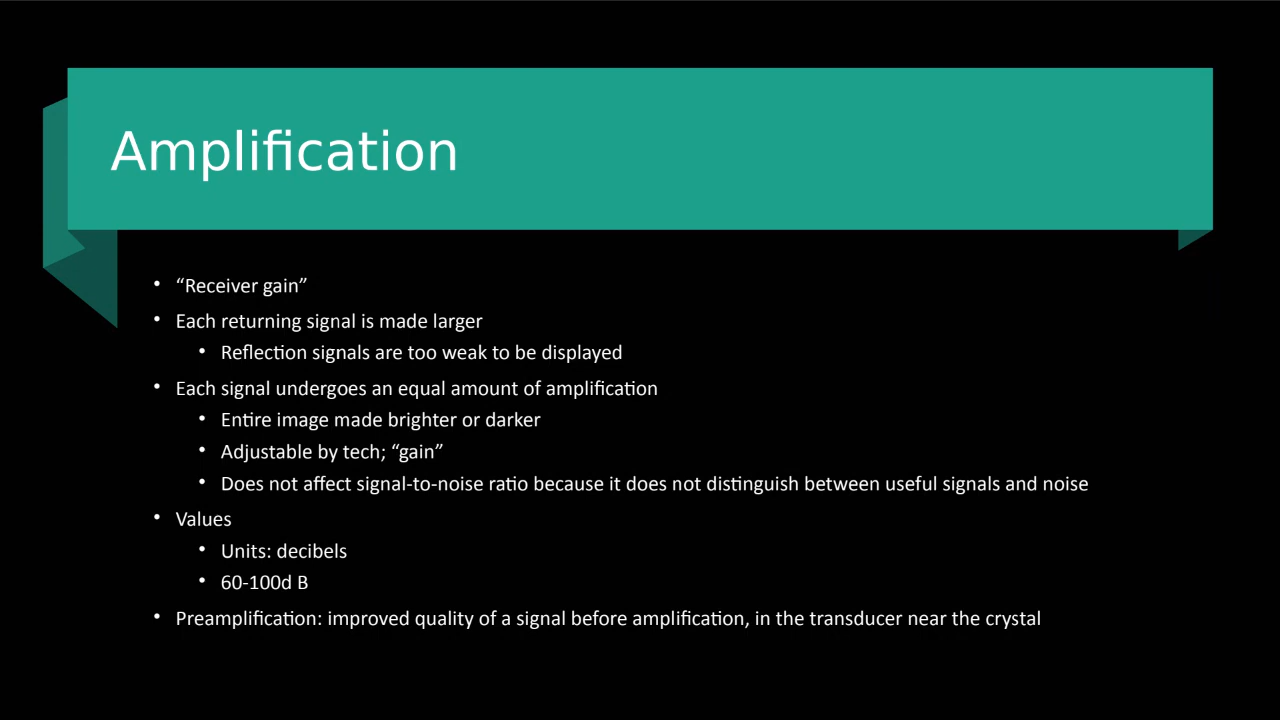 Amplification
• “Receiver gain”
• Each returning signal is made larger
• Reflection signals are too weak to be displayed
• Each signal undergoes an equal amount of amplification
• Entire image made brighter or darker
• Adjustable by tech; “gain”
• Does not affect signal-to-noise ratio because it does not distinguish between useful signals and noise
• Values
• Units: decibels
• 60-100d B
• Preamplification: improved quality of a signal before amplification, in the transducer near the crystal